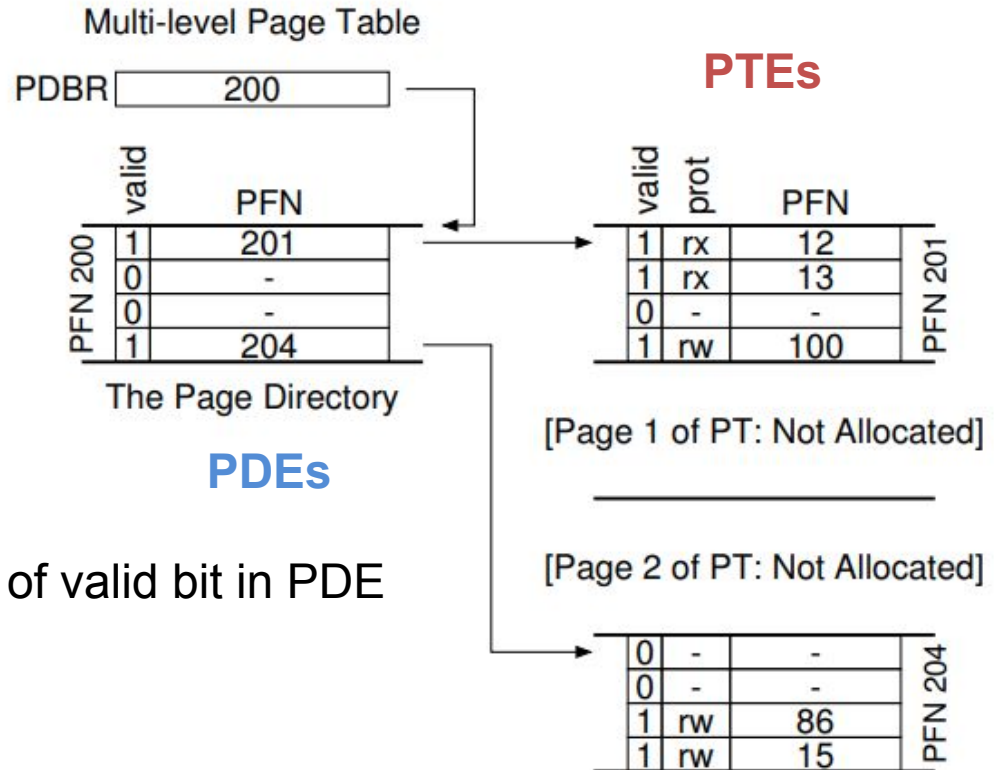 Multi-level Page Table
PDBR 200
PTEs
valid PFN
PFN 200
1 201
0 -
0 -
1 204
The Page Directory
PDEs
of valid bit in PDE
valid prot PFN
1 rx 12
1 rx 13
0 - -
1 rw 100
PFN 201
[Page 1 of PT: Not Allocated]
[Page 2 of PT: Not Allocated]
0 - -
0 - -
1 rw 86
1 rw 15
PFN 204